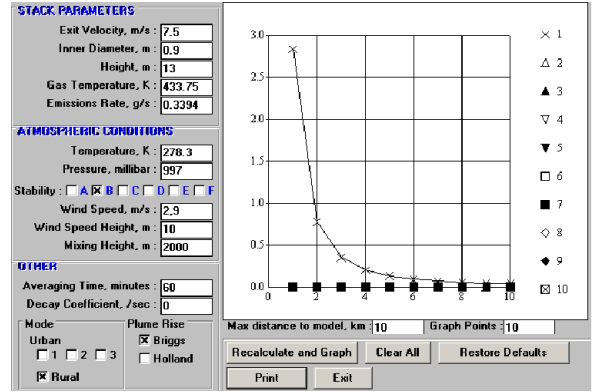 STACK PARAMETERS
Exit Velocity, m/s : 7.5
Inner Diameter, m : 0.9
Height, m : 13
Gas Temperature, K : 433.75
Emissions Rate, g/s : 0.3394
ATMOSPHERIC CONDITIONS
Temperature, K : 278.3
Pressure, millibar : 997
Stability : A B C D E F
Wind Speed, m/s : 2,9
Wind Speed Height, m : 10
Mixing Height, m : 2000
OTHER
Averaging Time, minutes : 60
Decay Coefficient, /sec : 0
Mode
Urban
1 2 3
Rural
Plume Rise
Briggs
Holland
3.0
2.5
2.0
1.5
1.0
0.5
0.0
0 2 4 6 8 10
1
2
3
4
5
6
7
8
9
10
Max distance to model, km : 10 Graph Points : 10
Recalculate and Graph Clear All Restore Defaults
Print Exit